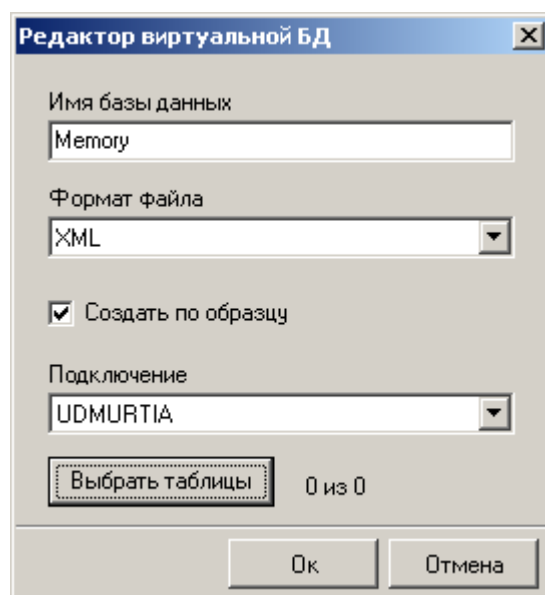 Редактор виртуальной БД
Имя базы данных
Memory
Формат файла
XML
Создать по образцу
Подключение
UDMURTIA
Выбрать таблицы 0 из 0
Ок Отмена